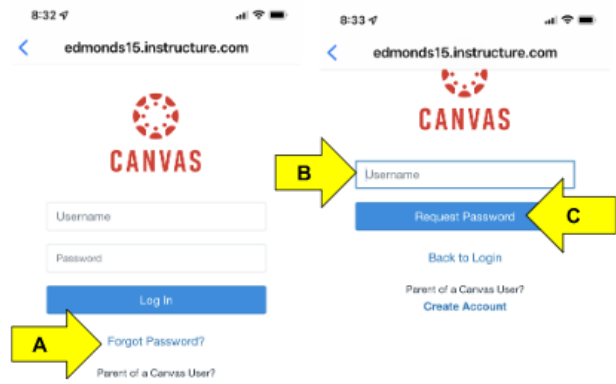 8:32
edmonds15.instructure.com
CANVAS
Username
Password
Log In
A
Forgot Password?
Parent of a Canvas User?
8:33
edmonds15.instructure.com
CANVAS
B
Username
Request Password
C
Back to Login
Parent of a Canvas User?
Create Account